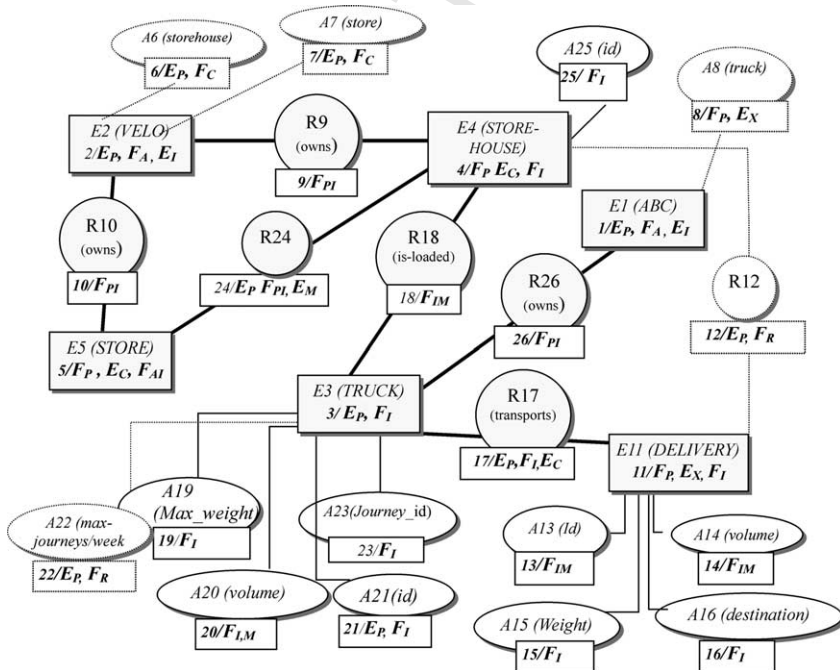 A6 (storehouse)
6/EP, FC
A7 (store)
7/EP, FC
A25 (id)
25/ FI
A8 (truck)
8/FP, EX
E2 (VELO)
2/EP, FA, EI
R9
(owns)
9/FPI
E4 (STORE-
HOUSE)
4/FP EC, FI
E1 (ABC)
1/EP, FA, EI
R10
(owns)
10/FPI
R24
24/EP FPI, EM
R18
(is-loaded)
18/FIM
R26
(owns)
26/FPI
R12
12/EP, FR
E5 (STORE)
5/FP , EC, FAI
E3 (TRUCK)
3/ EP, FI
R17
(transports)
17/EP,FI,EC
E11 (DELIVERY)
11/FP, EX, FI
A22 (max-
journeys/week
22/EP, FR
A19
(Max_weight)
19/FI
A23(Journey_id)
23/FI
A13 (Id)
13/FIM
A14 (volume)
14/FIM
A20 (volume)
20/FI,M
A21(id)
21/EP, FI
A15 (Weight)
15/FI
A16 (destination)
16/FI